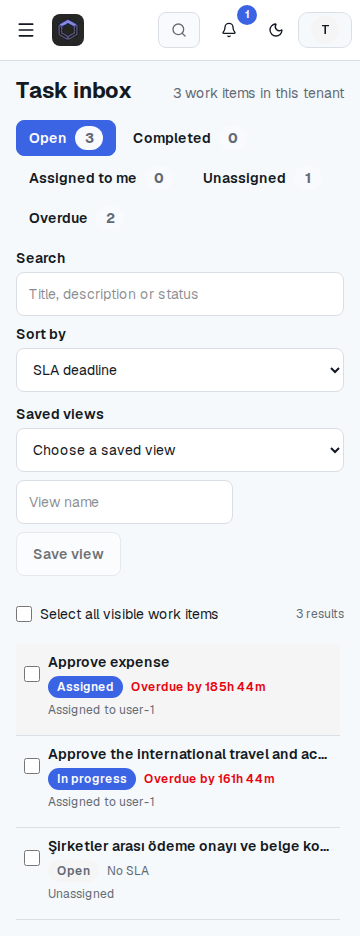 1
T
Task inbox
3 work items in this tenant
Open 3
Completed 0
Assigned to me 0
Unassigned 1
Overdue 2
Search
Title, description or status
Sort by
SLA deadline
Saved views
Choose a saved view
View name
Save view
Select all visible work items
3 results
Approve expense
Assigned Overdue by 185h 44m
Assigned to user-1
Approve the international travel and ac...
In progress Overdue by 161h 44m
Assigned to user-1
Şirketler arası ödeme onayı ve belge ko...
Open No SLA
Unassigned